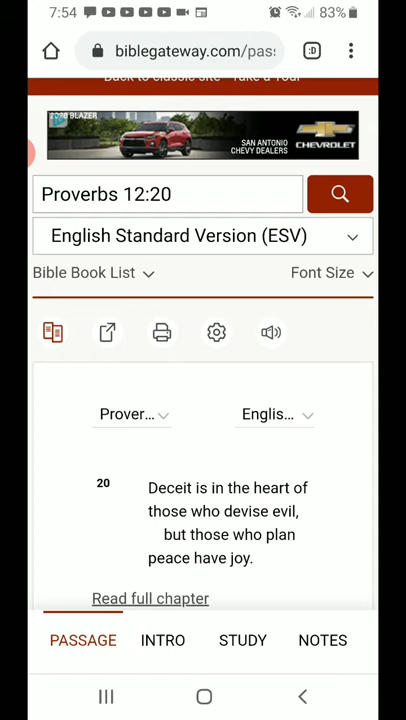 7:54 83%
biblegateway.com/pas
:D
Back to classic site Take a Tour
2020 BLAZER
SAN ANTONIO
CHEVY DEALERS
CHEVROLET
Proverbs 12:20
English Standard Version (ESV)
Bible Book List Font Size
Prover... Englis...
20 Deceit is in the heart of
those who devise evil,
but those who plan
peace have joy.
Read full chapter
PASSAGE INTRO STUDY NOTES